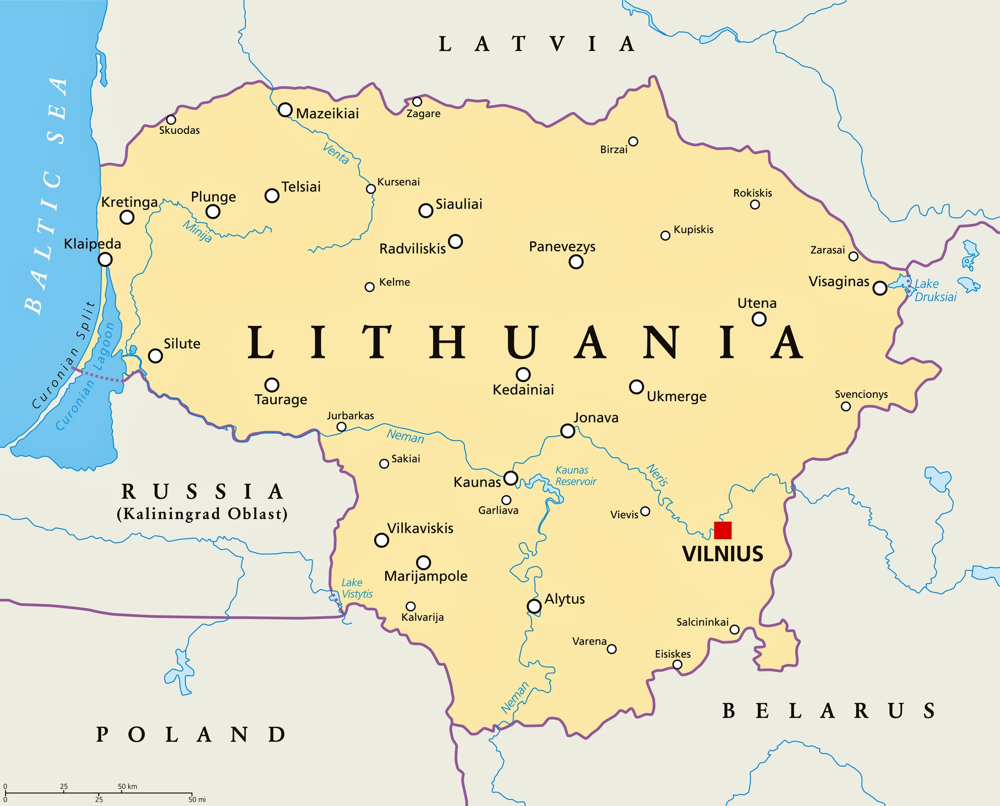 LATVIA
BALTIC SEA
Mazeikiai
Zagare
Skuodas
Venta
Birzai
Kursenai
Telsiai
Plunge
Kretinga
Siauliai
Rokiskis
Minija
Kupiskis
Klaipeda
Radviliskis
Panevezys
Zarasai
Kelme
Visaginas
Lake
Druksiai
Utena
Curonian Split
Curonian Lagoon
Silute
LITHUANIA
Kedainiai
Taurage
Ukmerge
Svencionys
Jurbarkas
Jonava
Neman
Sakiai
Kaunas
Kaunas
Reservoir
Neris
RUSSIA
(Kaliningrad Oblast)
Garliava
Vievis
Vilkaviskis
VILNIUS
Marijampole
Lake
Vistytis
Alytus
Kalvarija
Salcininkai
Varena
Eisiskes
Neman
BELARUS
POLAND
0 25 50 km
0 25 50 mi